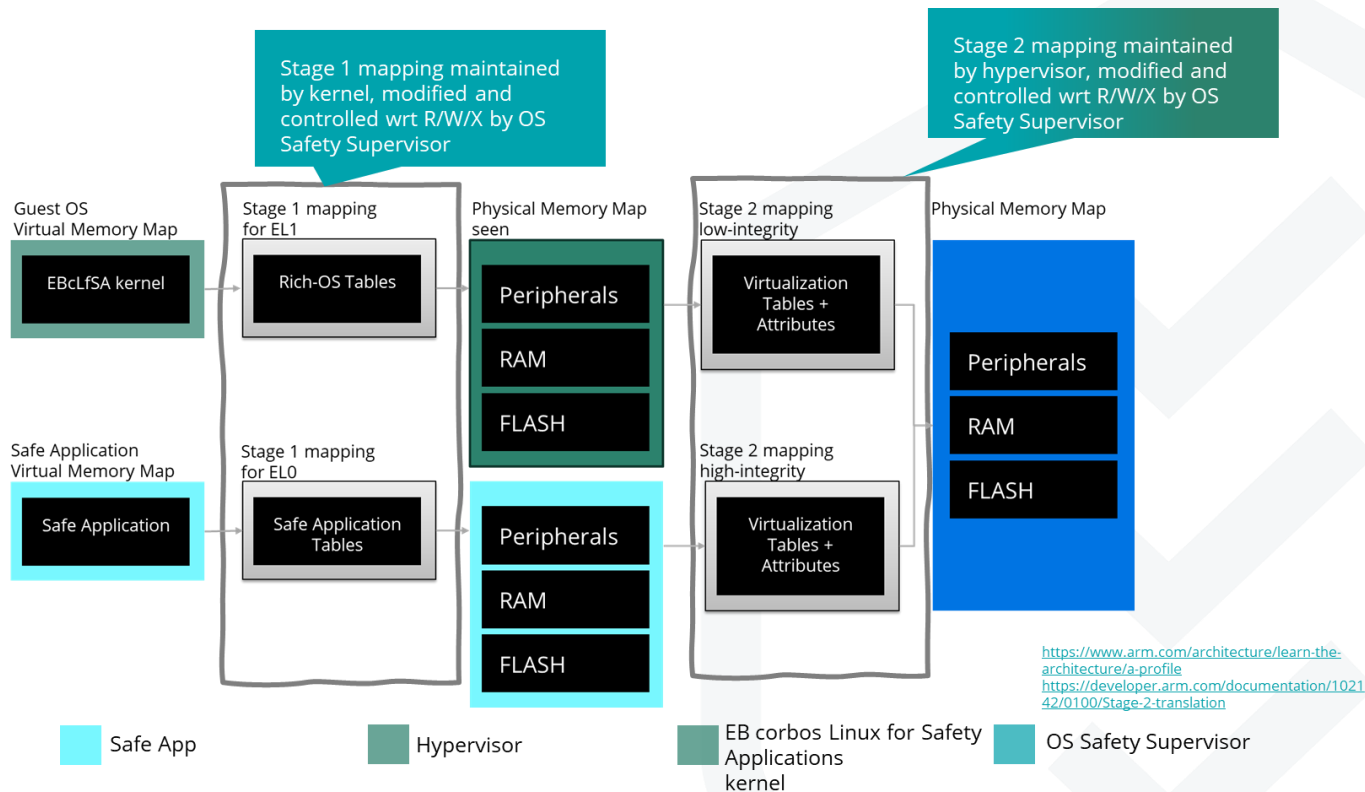 Stage 1 mapping maintained
by kernel, modified and
controlled wrt R/W/X by OS
Safety Supervisor
Stage 2 mapping maintained
by hypervisor, modified and
controlled wrt R/W/X by OS
Safety Supervisor
Guest OS
Virtual Memory Map
Stage 1 mapping
for EL1
Physical Memory Map
seen
Stage 2 mapping
low-integrity
Physical Memory Map
EBcLfSA kernel
Rich-OS Tables
Peripherals
RAM
FLASH
Virtualization
Tables +
Attributes
Peripherals
RAM
FLASH
Safe Application
Virtual Memory Map
Stage 1 mapping
for EL0
Stage 2 mapping
high-integrity
Safe Application
Safe Application
Tables
Peripherals
RAM
FLASH
Virtualization
Tables +
Attributes
https://www.arm.com/architecture/learn-the-
architecture/a-profile
https://developer.arm.com/documentation/1021
42/0100/Stage-2-translation
Safe App
Hypervisor
EB corbos Linux for Safety
Applications
kernel
OS Safety Supervisor